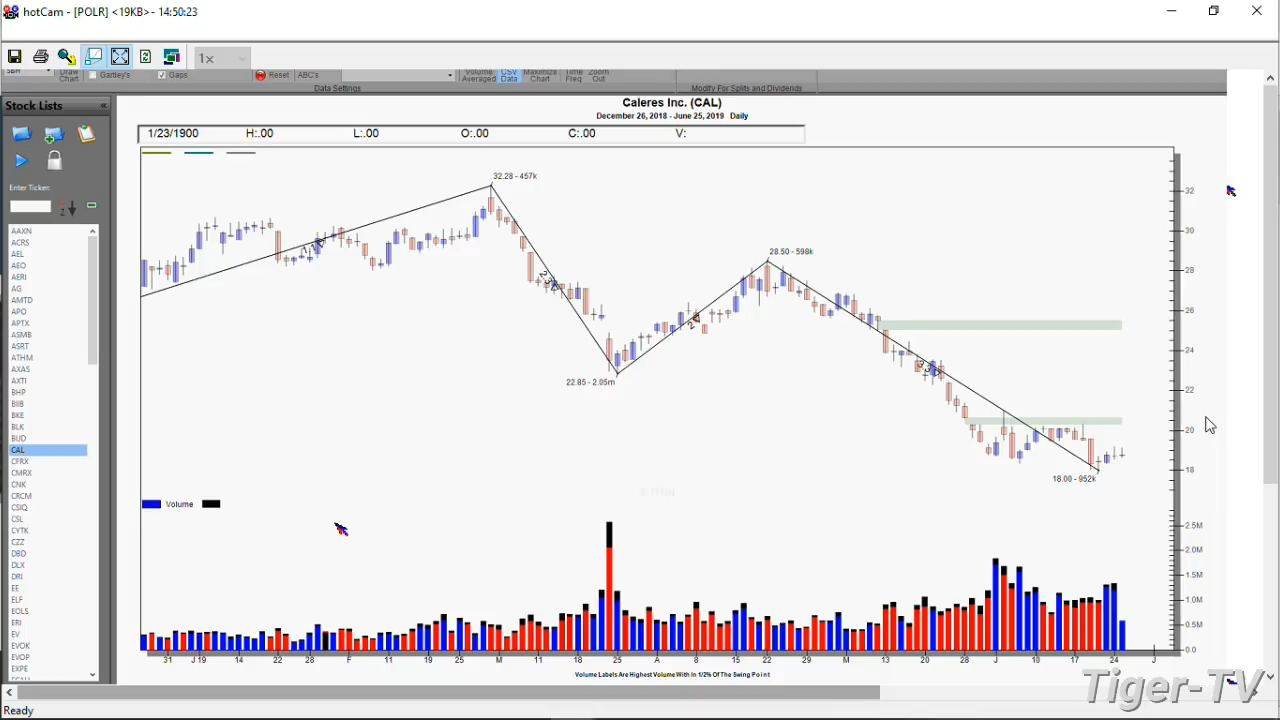 hotCam - [POLR] <19KB> - 14:50:23
1x
Draw Chart Gartley's Gaps Reset ABC's Volume Averaged CSV Data Maximize Chart Time Freq Zoom Out
Data Settings Modify For Splits and Dividends
Stock Lists «
Caleres Inc. (CAL)
December 26, 2018 - June 25, 2019 Daily
1/23/1900 H:.00 L:.00 O:.00 C:.00 V:
Enter Ticker:
AAXN
ACRS
AEL
AEO
AERI
AG
AMTD
APO
APTX
ASMB
ASRT
ATHM
AXAS
AXTI
BHP
BIIB
BKE
BLK
BUD
CAL
CFRX
CMRX
CNK
CRCM
CSIQ
CSL
CYTK
CZZ
DBD
DLX
DRI
EE
ELF
EOLS
ERI
EV
EVOK
EVOP
EXPE
32.28 - 457k
28.50 - 598k
22.85 - 2.05m
18.00 - 952k
32
30
28
26
24
22
20
18
Volume
2.5M
2.0M
1.5M
1.0M
0.5M
0.0
31 J 19 14 22 28 F 11 19 25 M 11 18 25 A 8 15 22 29 M 13 20 28 J 10 17 24 J
Volume Labels Are Highest Volume With In 1/2% Of The Swing Point
Tiger-TV
Ready